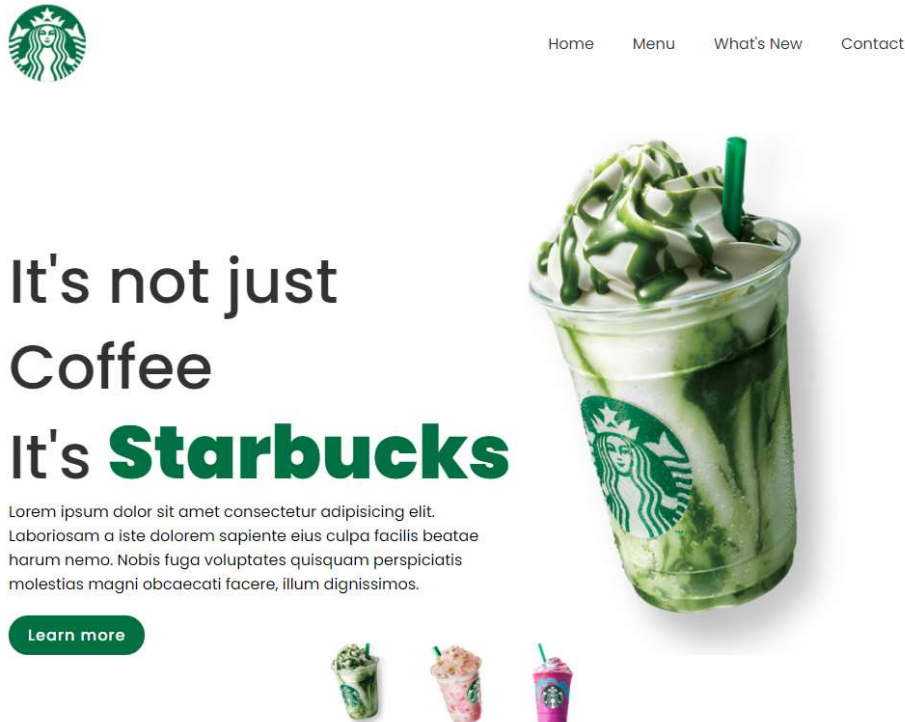 Home Menu What's New Contact
It's not just
Coffee
It's Starbucks
Lorem ipsum dolor sit amet consectetur adipisicing elit.
Laboriosam a iste dolorem sapiente eius culpa facilis beatae
harum nemo. Nobis fuga voluptates quisquam perspiciatis
molestias magni obcaecati facere, illum dignissimos.
Learn more